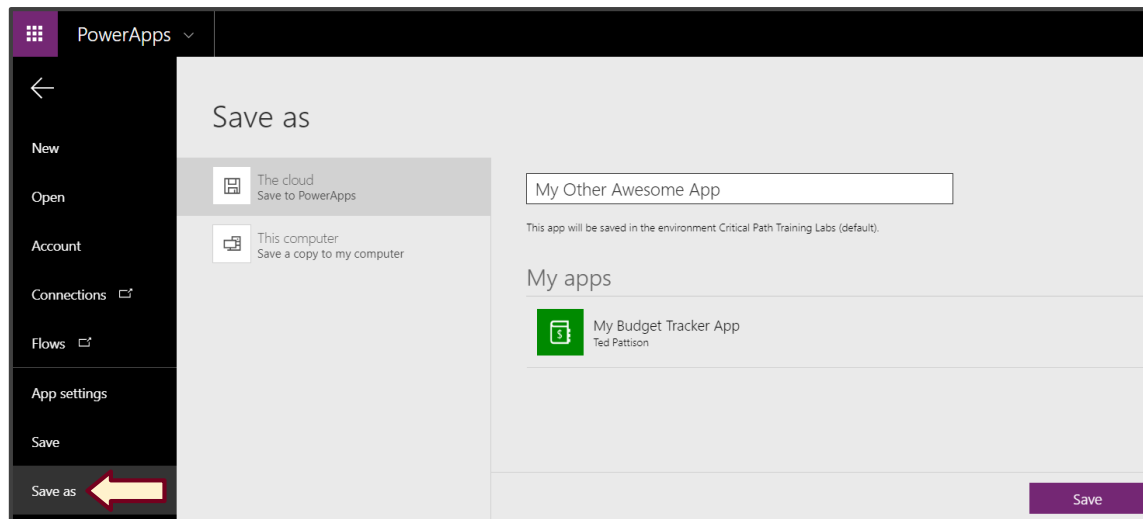 PowerApps
New
Open
Account
Connections
Flows
App settings
Save
Save as
Save as
The cloud
Save to PowerApps
This computer
Save a copy to my computer
My Other Awesome App
This app will be saved in the environment Critical Path Training Labs (default).
My apps
My Budget Tracker App
Ted Pattison
Save